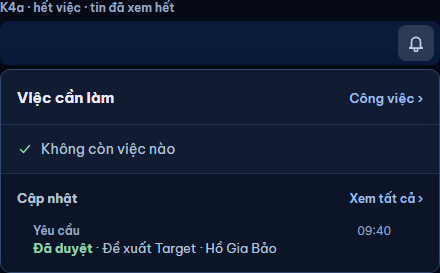 K4a · hết việc · tin đã xem hết
Việc cần làm
Công việc ›
Không còn việc nào
Cập nhật
Xem tất cả ›
Yêu cầu
09:40
Đã duyệt · Đề xuất Target · Hồ Gia Bảo